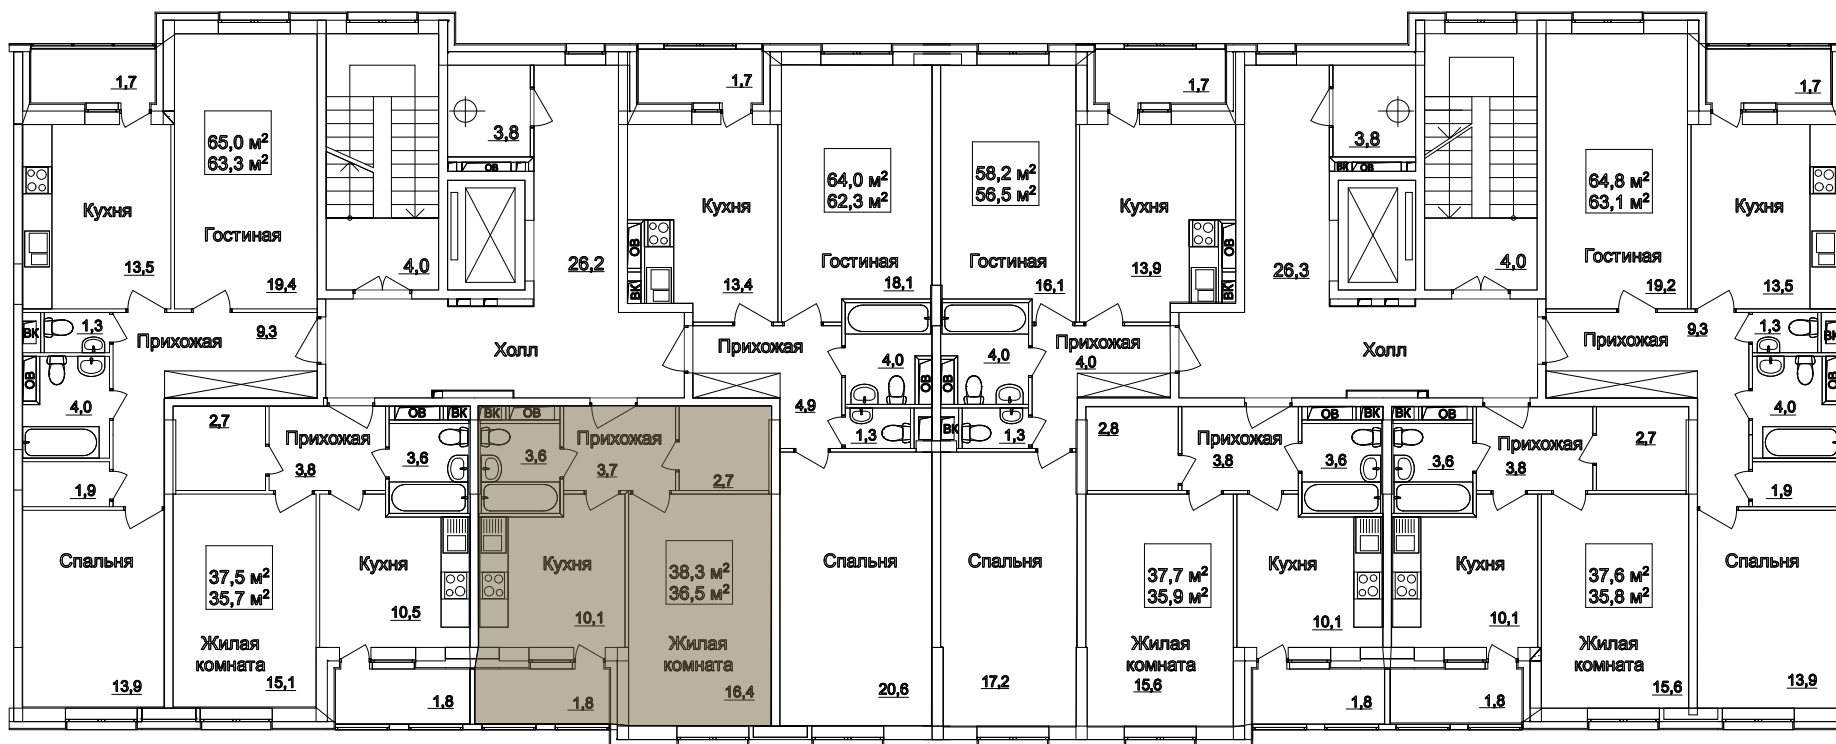 1,7
65,0 м²
63,3 м²
Кухня
Гостиная
13,5
19,4
4,0
3,8
ОВ
26,2
1,7
Кухня
13,4
ОВ
ВК
64,0 м²
62,3 м²
Гостиная
18,1
58,2 м²
56,5 м²
Гостиная
16,1
1,7
Кухня
13,9
ОВ
ВК
26,3
3,8
ВК
ОВ
4,0
64,8 м²
63,1 м²
Гостиная
19,2
1,7
Кухня
13,5
ВК
1,3
Прихожая
9,3
ОВ
4,0
1,9
Холл
Прихожая
4,9
4,0
ОВ
1,3
4,0
ОВ
Прихожая
4,0
ВК
1,3
Холл
Прихожая
9,3
1,3
ВК
ОВ
4,0
1,9
2,7
Прихожая
3,8
ОВ
ВК
3,6
ВК
ОВ
3,6
Прихожая
3,7
2,7
2,8
Прихожая
3,8
ОВ
ВК
3,6
ВК
ОВ
3,6
Прихожая
3,8
2,7
Спальня
13,9
37,5 м²
35,7 м²
Жилая
комната
15,1
Кухня
10,5
1,8
Кухня
10,1
1,8
38,3 м²
36,5 м²
Жилая
комната
16,4
Спальня
20,6
Спальня
17,2
37,7 м²
35,9 м²
Жилая
комната
15,6
Кухня
10,1
1,8
Кухня
10,1
1,8
37,6 м²
35,8 м²
Жилая
комната
15,6
Спальня
13,9